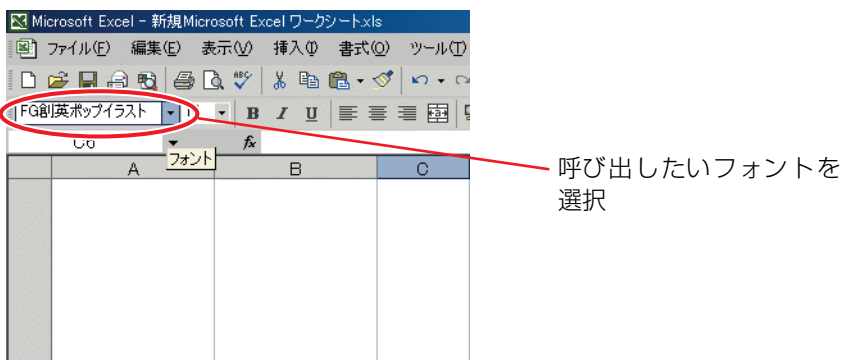 Microsoft Excel - 新規Microsoft Excel ワークシート.xls
ファイル(F) 編集(E) 表示(V) 挿入(I) 書式(O) ツール(T)
ABC
FG創英ポップイラスト B I U
C6 fx
フォント
A B C
呼び出したいフォントを
選択